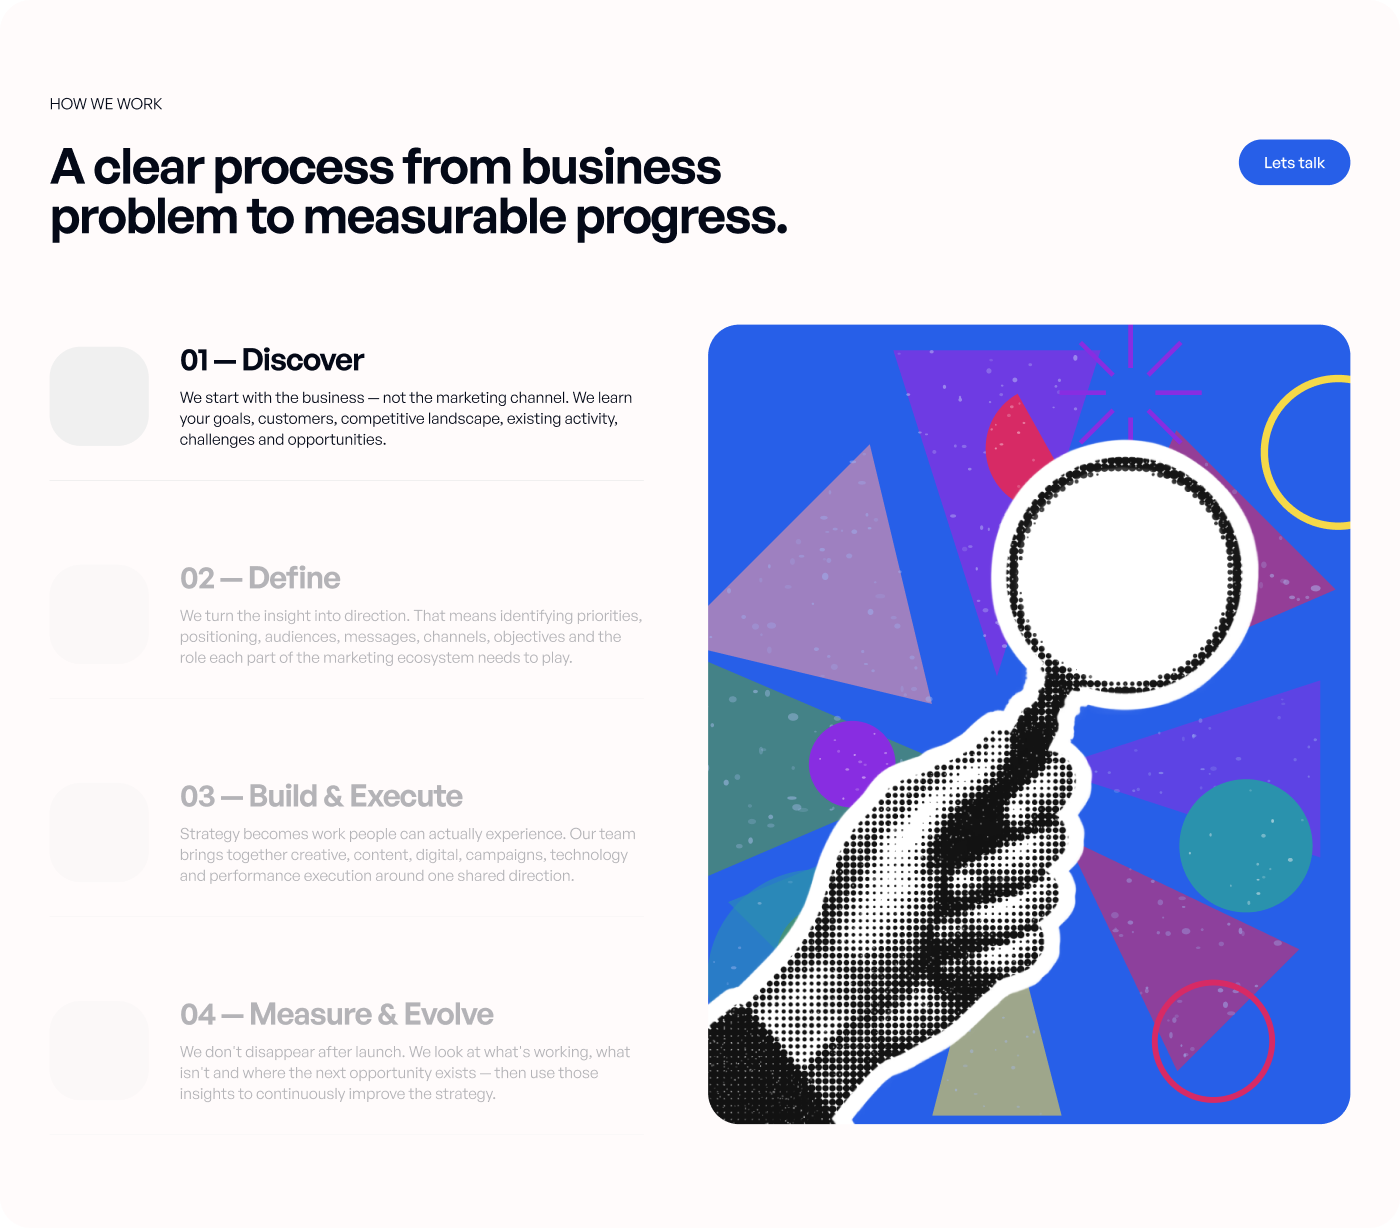 HOW WE WORK
A clear process from business
problem to measurable progress.
Lets talk
01 — Discover
We start with the business — not the marketing channel. We learn
your goals, customers, competitive landscape, existing activity,
challenges and opportunities.
02 — Define
We turn the insight into direction. That means identifying priorities,
positioning, audiences, messages, channels, objectives and the
role each part of the marketing ecosystem needs to play.
03 — Build & Execute
Strategy becomes work people can actually experience. Our team
brings together creative, content, digital, campaigns, technology
and performance execution around one shared direction.
04 — Measure & Evolve
We don't disappear after launch. We look at what's working, what
isn't and where the next opportunity exists — then use those
insights to continuously improve the strategy.